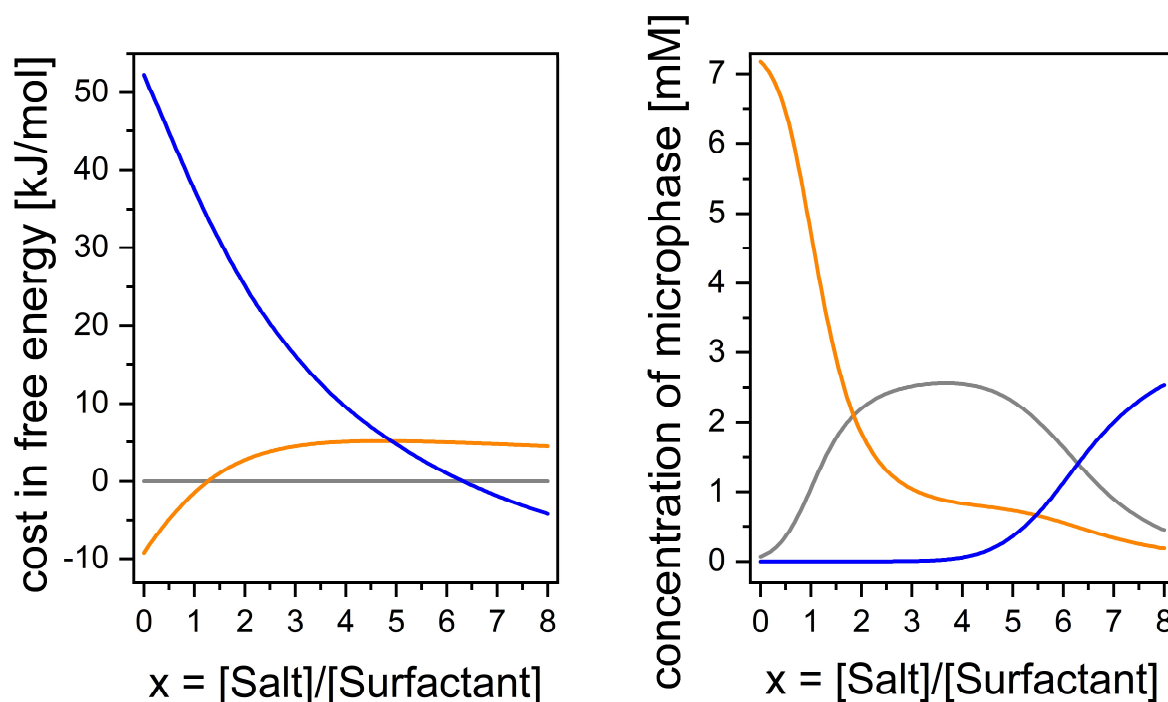 cost in free energy [kJ/mol]
50
40
30
20
10
0
-10
0 1 2 3 4 5 6 7 8
x = [Salt]/[Surfactant]
concentration of microphase [mM]
7
6
5
4
3
2
1
0
0 1 2 3 4 5 6 7 8
x = [Salt]/[Surfactant]